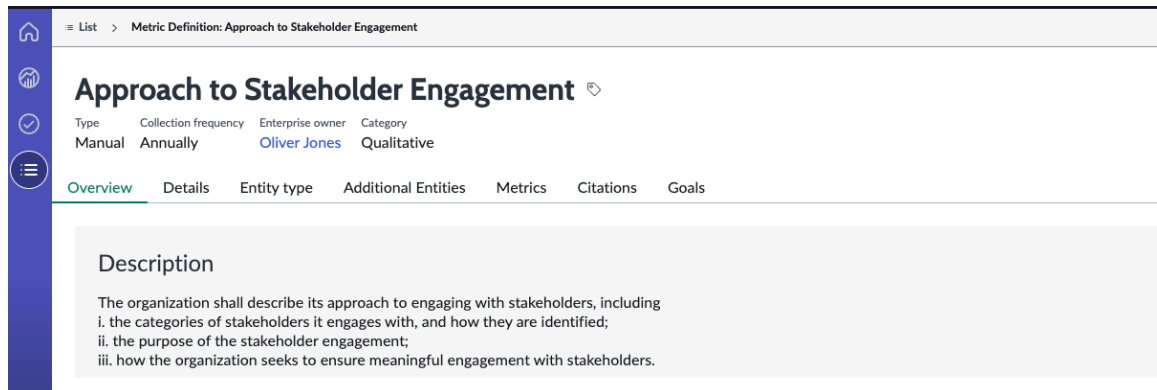 List > Metric Definition: Approach to Stakeholder Engagement
Approach to Stakeholder Engagement
Type Collection frequency Enterprise owner Category
Manual Annually Oliver Jones Qualitative
Overview Details Entity type Additional Entities Metrics Citations Goals
Description
The organization shall describe its approach to engaging with stakeholders, including
i. the categories of stakeholders it engages with, and how they are identified;
ii. the purpose of the stakeholder engagement;
iii. how the organization seeks to ensure meaningful engagement with stakeholders.